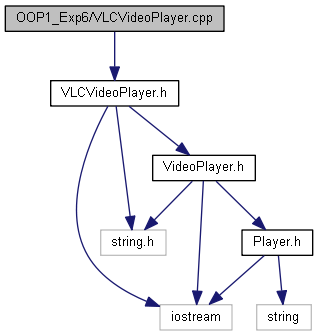 OOP1_Exp6/VLCVideoPlayer.cpp
VLCVideoPlayer.h
VideoPlayer.h
string.h
Player.h
iostream
string